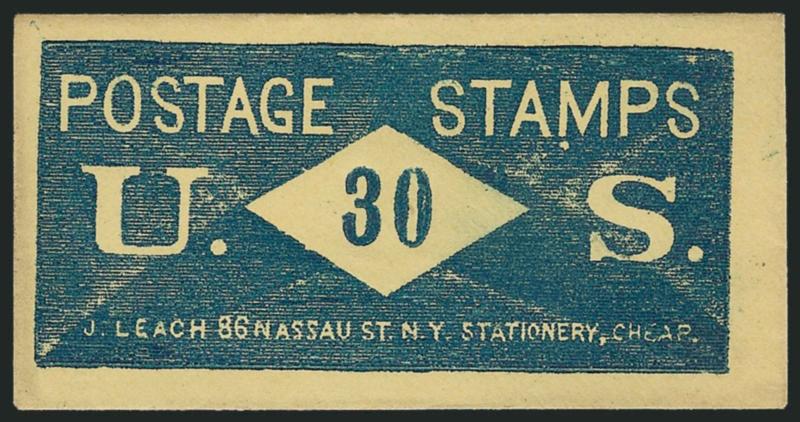 POSTAGE STAMPS
U. 30 S.
J. LEACH 86 NASSAU ST. N.Y. STATIONERY, CHEAP.